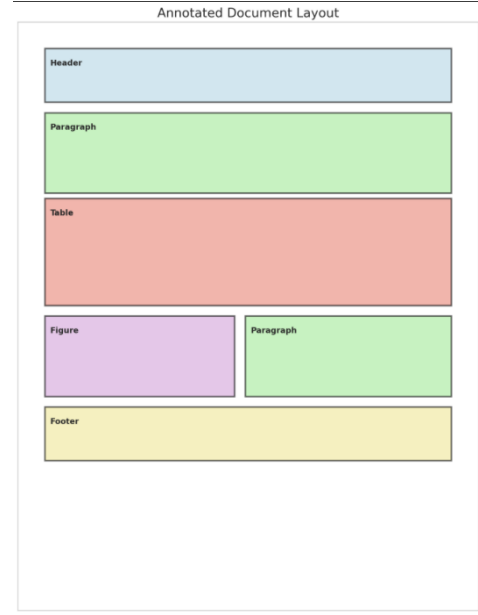 Annotated Document Layout
Header
Paragraph
Table
Figure
Paragraph
Footer